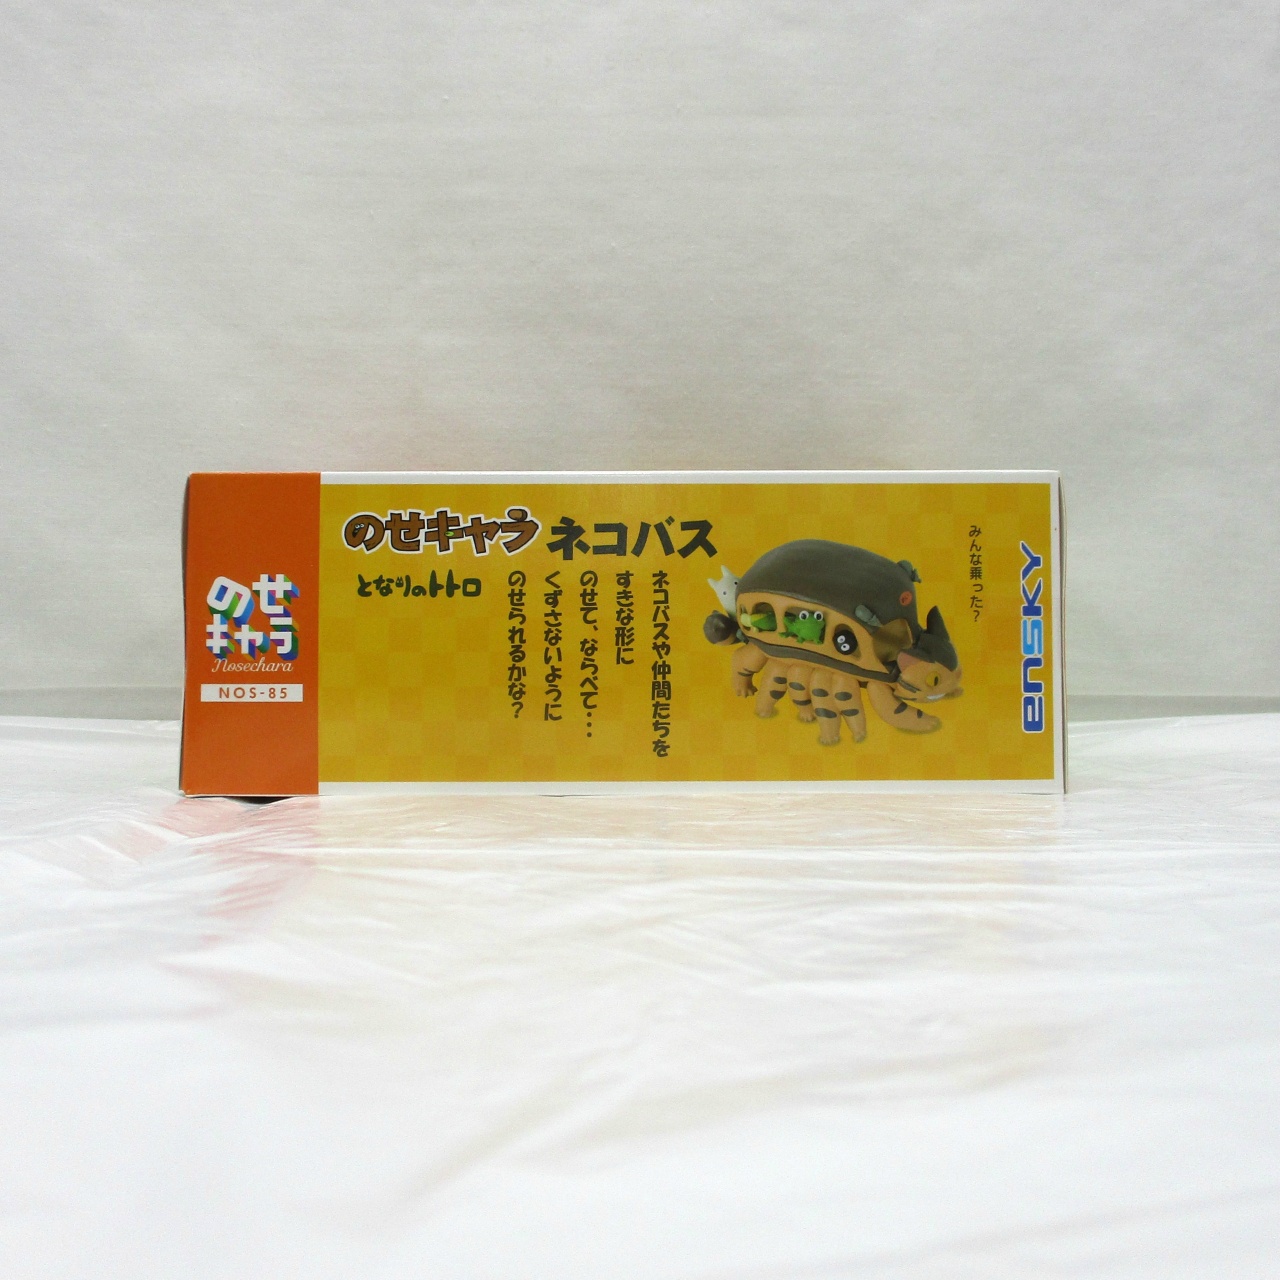 のせ
キャラ
Nosechara
NOS-85
のせキャラ ネコバス
となりのトトロ
ネコバスや仲間たちを
すきな形に
のせて、ならべて・・・
くずさないように
のせられるかな?
みんな乗った?
ENSKY